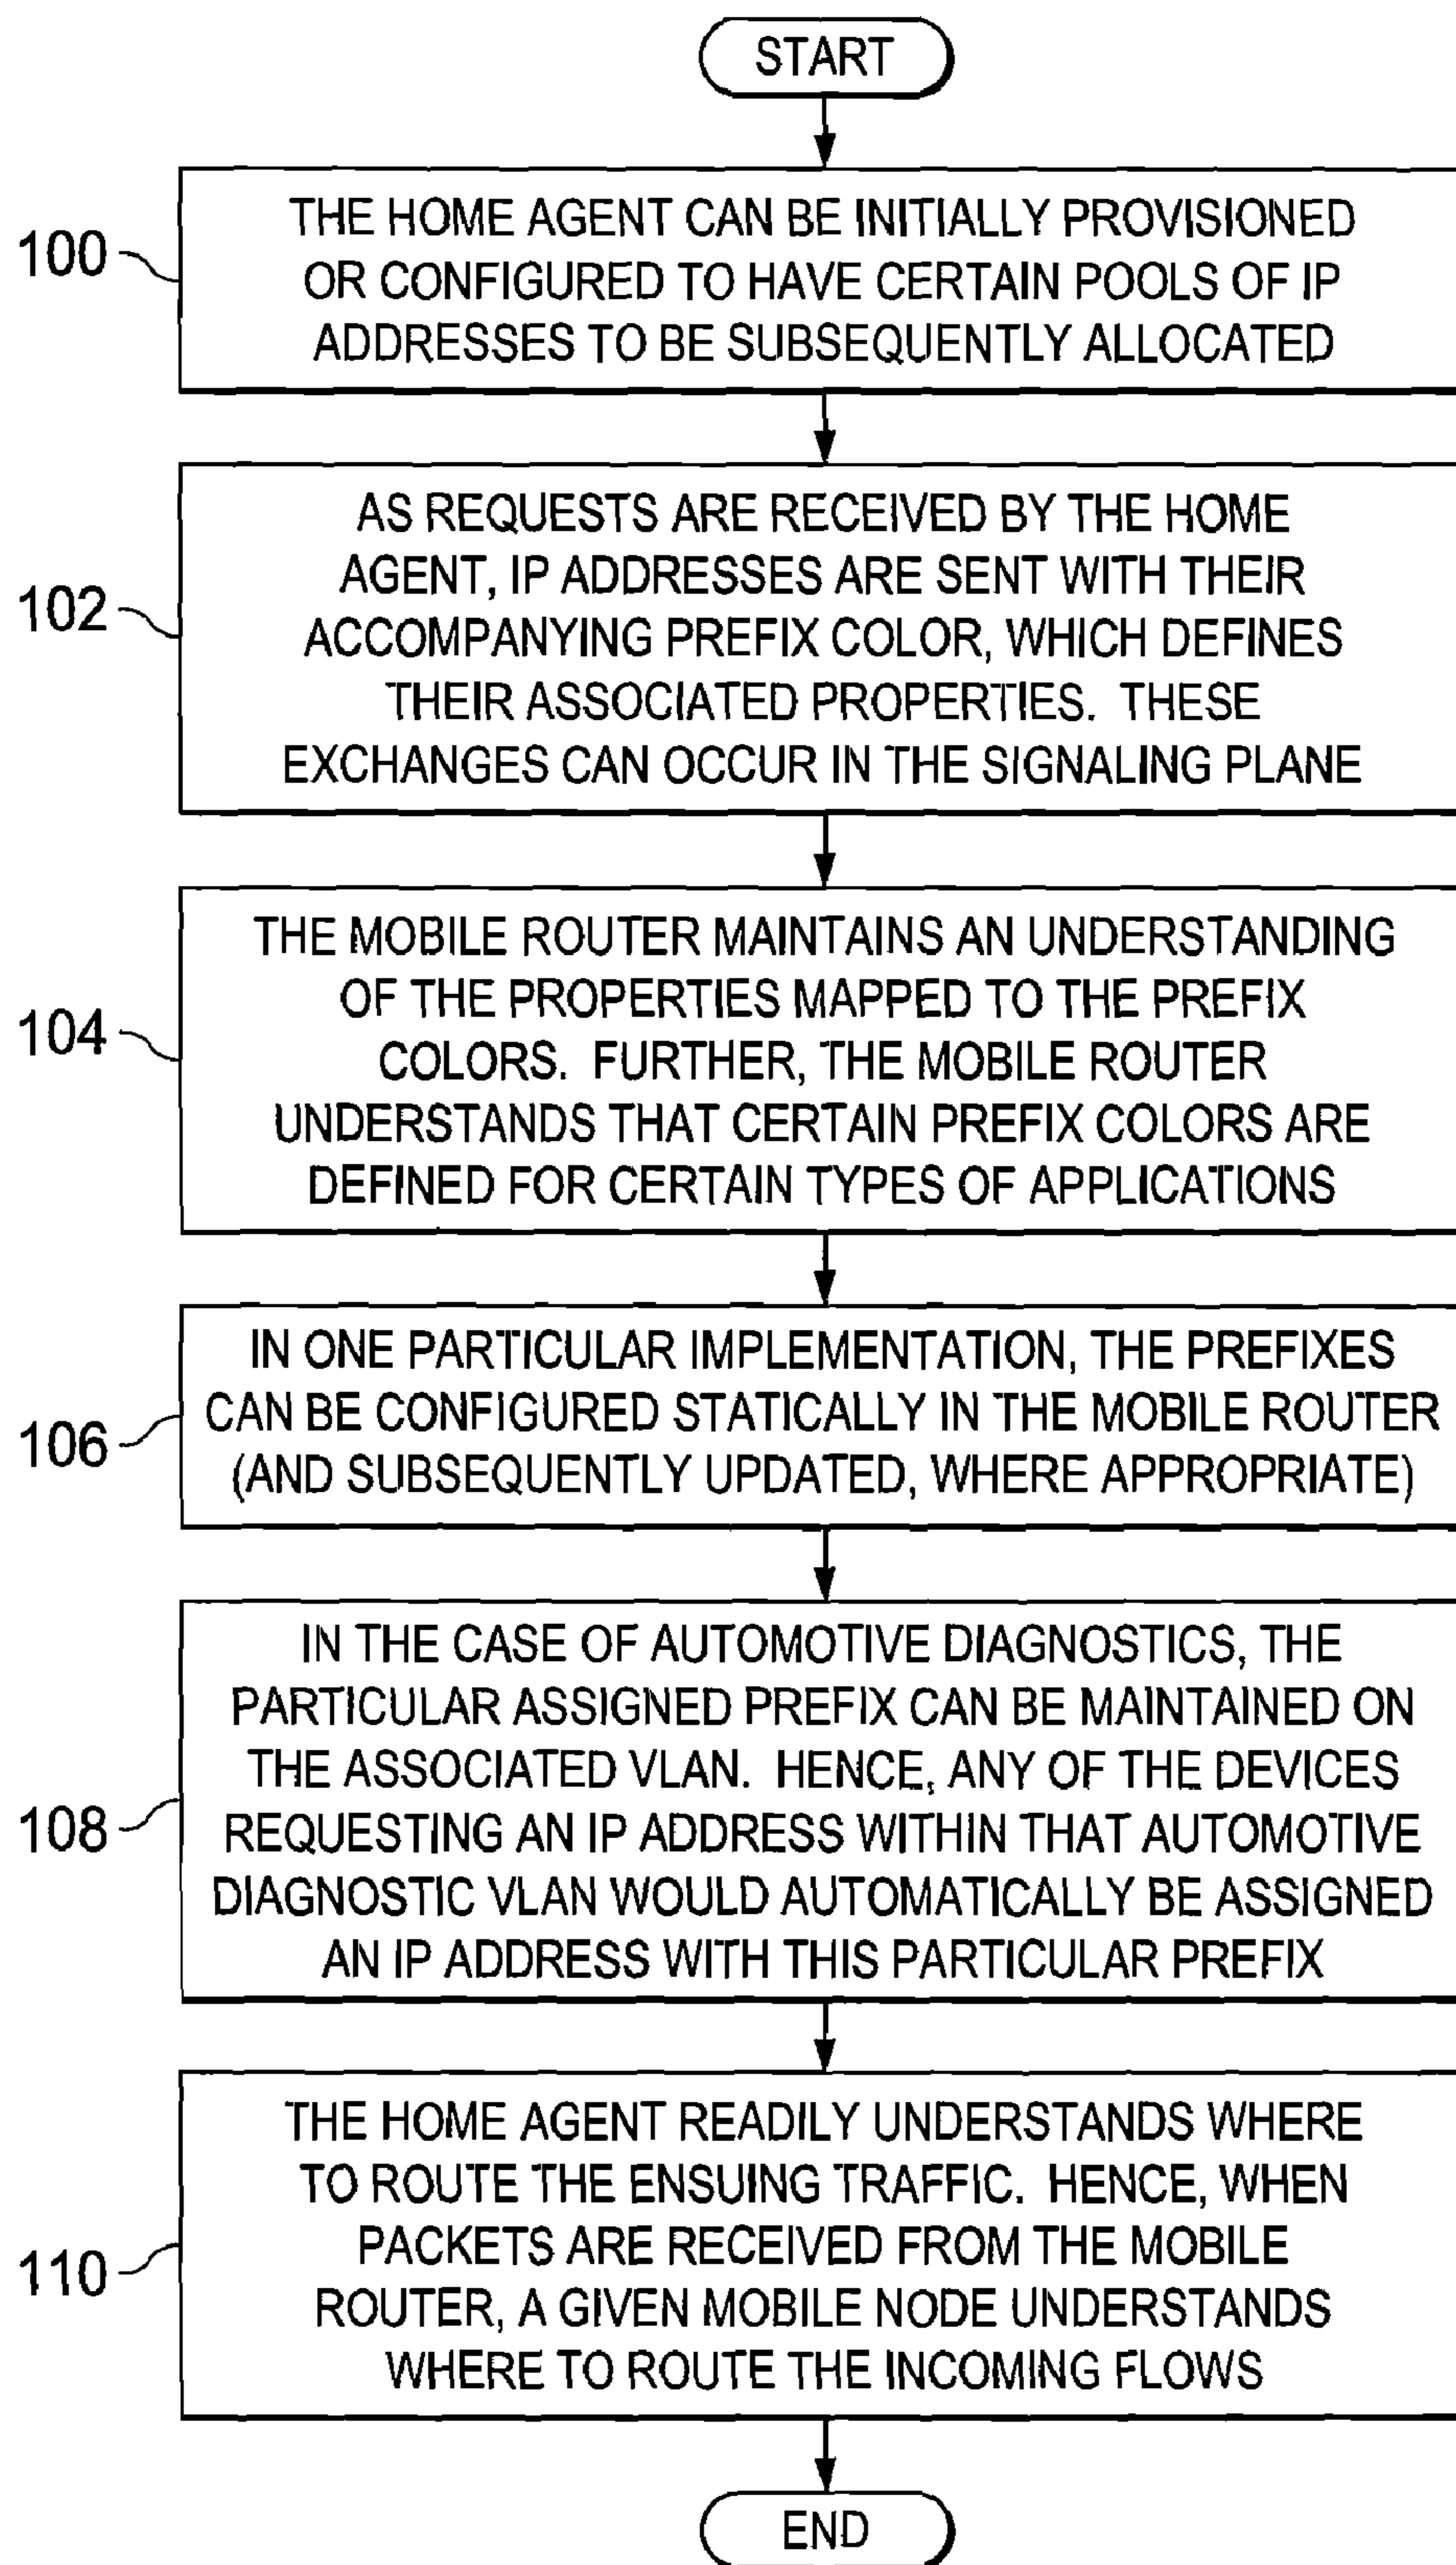 START
100
THE HOME AGENT CAN BE INITIALLY PROVISIONED
OR CONFIGURED TO HAVE CERTAIN POOLS OF IP
ADDRESSES TO BE SUBSEQUENTLY ALLOCATED
102
AS REQUESTS ARE RECEIVED BY THE HOME
AGENT, IP ADDRESSES ARE SENT WITH THEIR
ACCOMPANYING PREFIX COLOR, WHICH DEFINES
THEIR ASSOCIATED PROPERTIES. THESE
EXCHANGES CAN OCCUR IN THE SIGNALING PLANE
104
THE MOBILE ROUTER MAINTAINS AN UNDERSTANDING
OF THE PROPERTIES MAPPED TO THE PREFIX
COLORS. FURTHER, THE MOBILE ROUTER
UNDERSTANDS THAT CERTAIN PREFIX COLORS ARE
DEFINED FOR CERTAIN TYPES OF APPLICATIONS
106
IN ONE PARTICULAR IMPLEMENTATION, THE PREFIXES
CAN BE CONFIGURED STATICALLY IN THE MOBILE ROUTER
(AND SUBSEQUENTLY UPDATED, WHERE APPROPRIATE)
108
IN THE CASE OF AUTOMOTIVE DIAGNOSTICS, THE
PARTICULAR ASSIGNED PREFIX CAN BE MAINTAINED ON
THE ASSOCIATED VLAN. HENCE, ANY OF THE DEVICES
REQUESTING AN IP ADDRESS WITHIN THAT AUTOMOTIVE
DIAGNOSTIC VLAN WOULD AUTOMATICALLY BE ASSIGNED
AN IP ADDRESS WITH THIS PARTICULAR PREFIX
110
THE HOME AGENT READILY UNDERSTANDS WHERE
TO ROUTE THE ENSUING TRAFFIC. HENCE, WHEN
PACKETS ARE RECEIVED FROM THE MOBILE
ROUTER, A GIVEN MOBILE NODE UNDERSTANDS
WHERE TO ROUTE THE INCOMING FLOWS
END